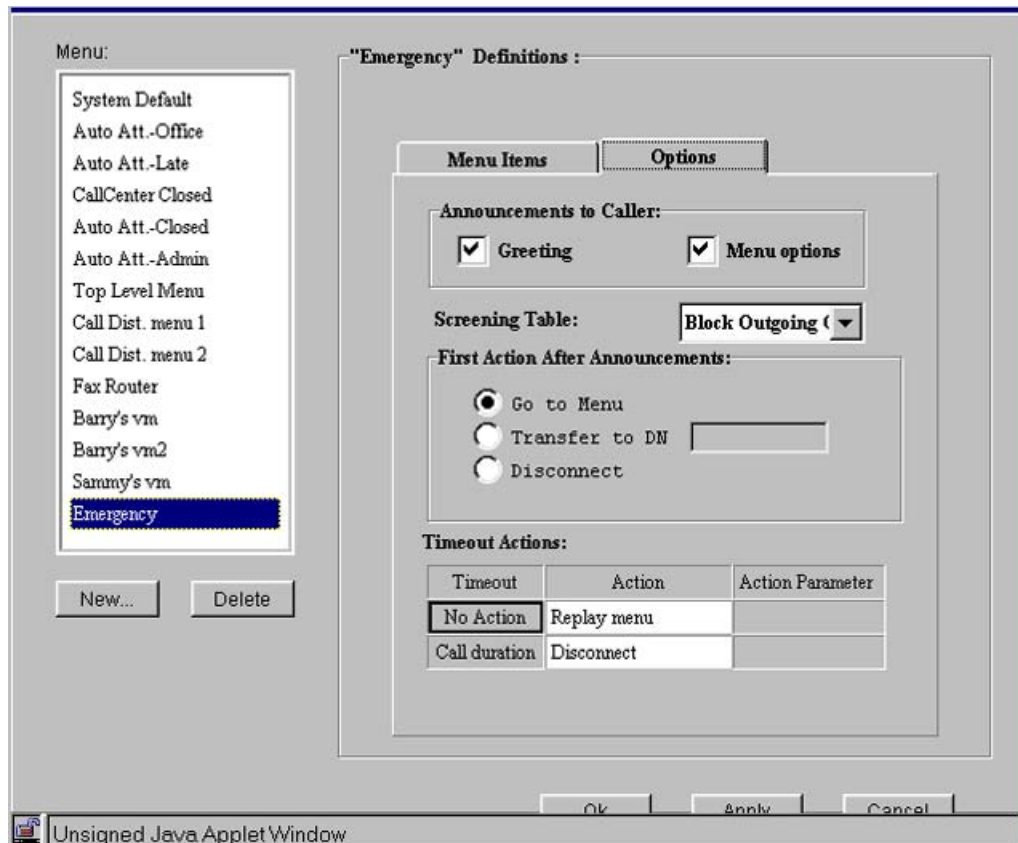 Menu:
System Default
Auto Att.-Office
Auto Att.-Late
CallCenter Closed
Auto Att.-Closed
Auto Att.-Admin
Top Level Menu
Call Dist. menu 1
Call Dist. menu 2
Fax Router
Barry's vm
Barry's vm2
Sammy's vm
Emergency
New...
Delete
"Emergency" Definitions :
Menu Items
Options
Announcements to Caller:
Greeting
Menu options
Screening Table:
Block Outgoing (
First Action After Announcements:
Go to Menu
Transfer to DN
Disconnect
Timeout Actions:
Timeout Action Action Parameter
No Action Replay menu
Call duration Disconnect
Ok Apply Cancel
Unsigned Java Applet Window